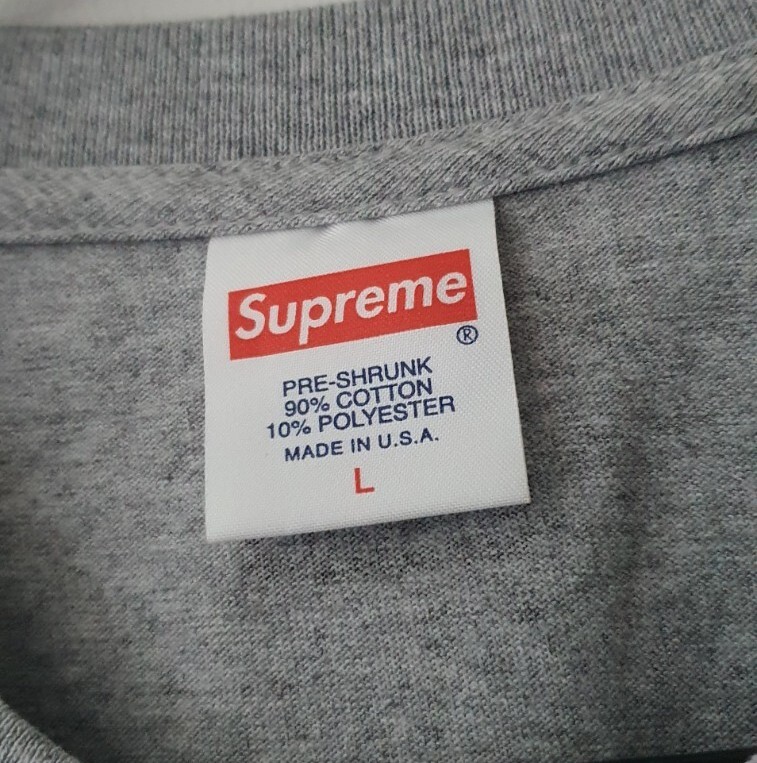 Supreme
®
PRE-SHRUNK
90% COTTON
10% POLYESTER
MADE IN U.S.A.
L